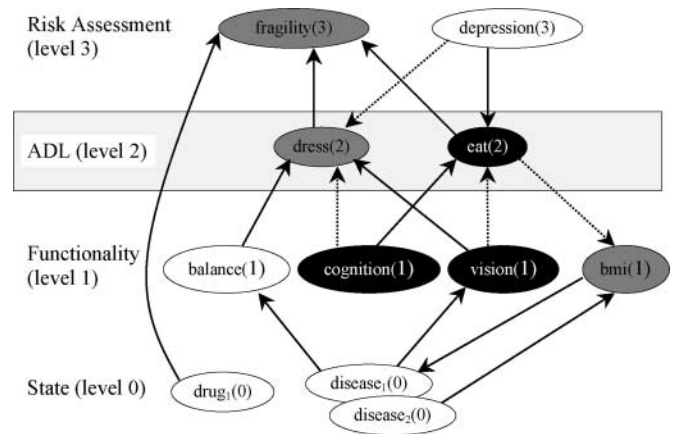 Risk Assessment
(level 3)
fragility(3)
depression(3)
ADL (level 2)
dress(2)
eat(2)
Functionality
(level 1)
balance(1)
cognition(1)
vision(1)
bmi(1)
State (level 0)
drug₁(0)
disease₁(0)
disease₂(0)